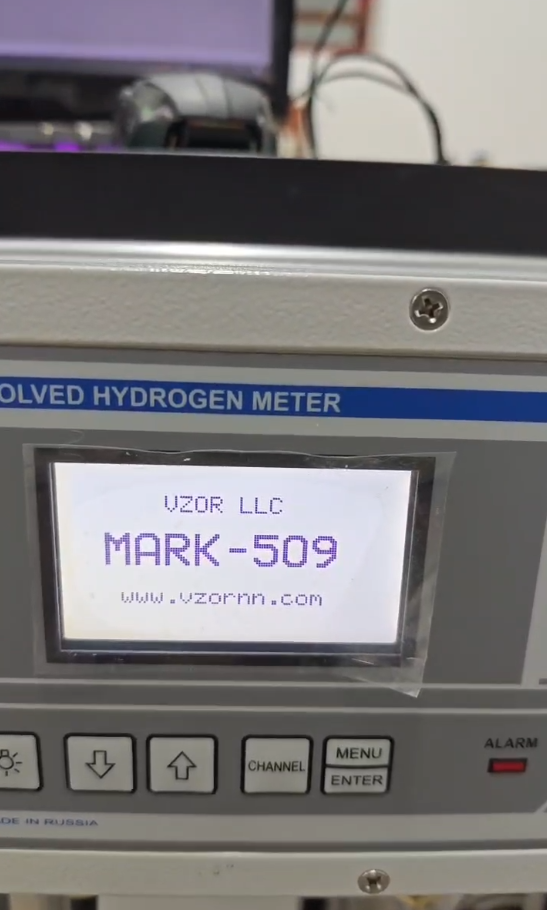 OLVED HYDROGEN METER
VZOR LLC
MARK-509
www.vzornn.com
CHANNEL
MENU
ENTER
ALARM
DE IN RUSSIA